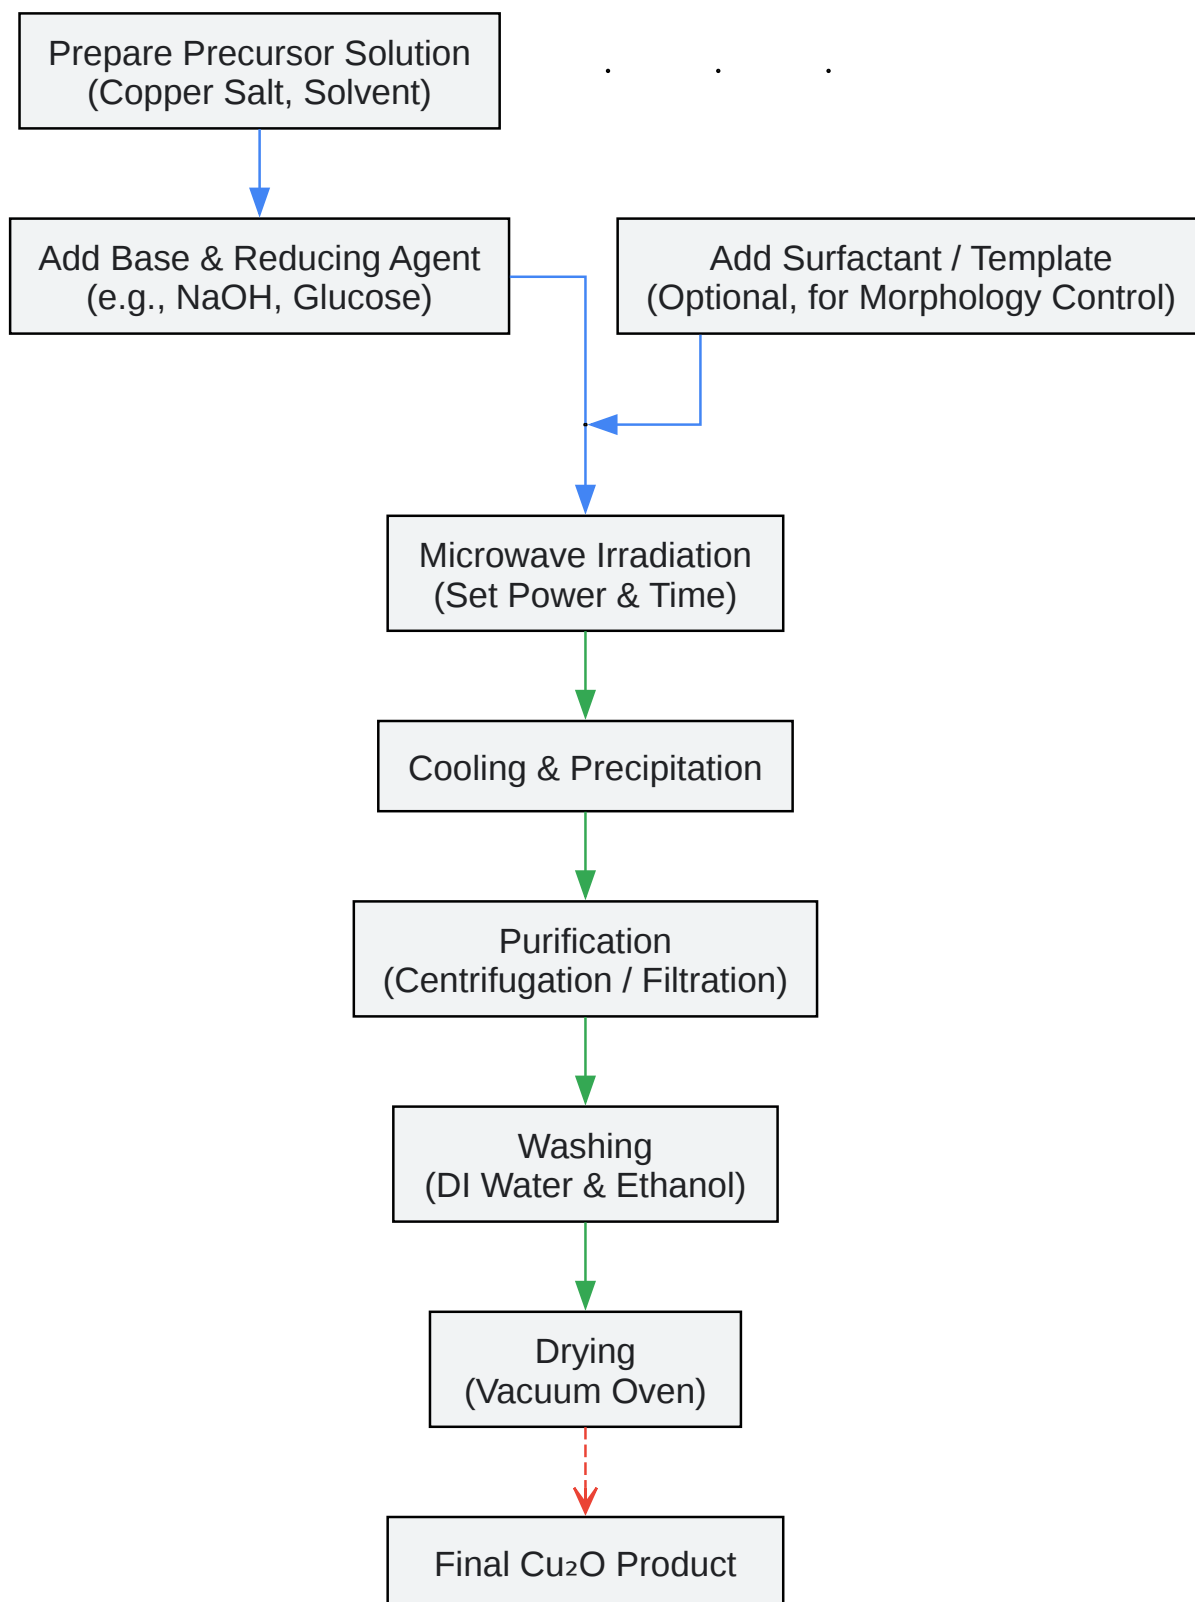 Prepare Precursor Solution
(Copper Salt, Solvent)
Add Base & Reducing Agent
(e.g., NaOH, Glucose)
Add Surfactant / Template
(Optional, for Morphology Control)
Microwave Irradiation
(Set Power & Time)
Cooling & Precipitation
Purification
(Centrifugation / Filtration)
Washing
(DI Water & Ethanol)
Drying
(Vacuum Oven)
Final Cu₂O Product